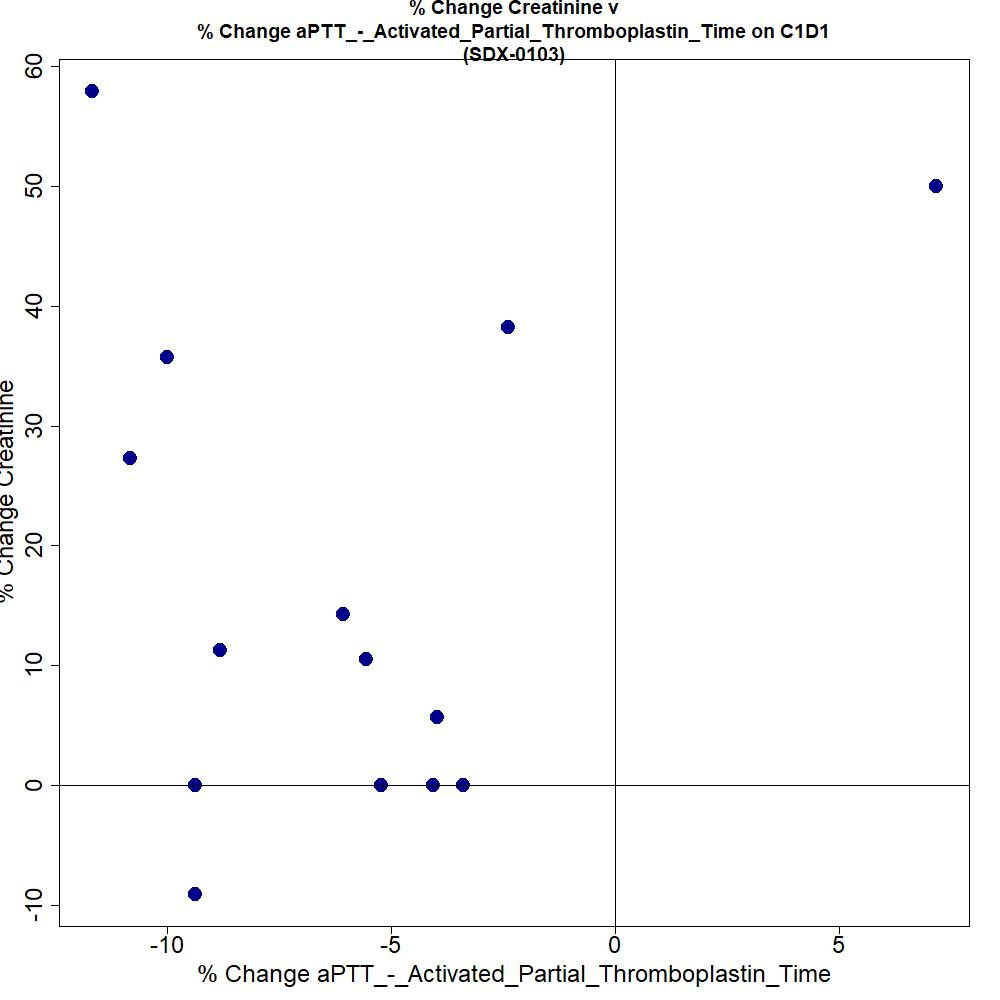 % Change Creatinine v
% Change aPTT_-_Activated_Partial_Thromboplastin_Time on C1D1
(SDX-0103)
60
50
40
30
20
10
0
-10
% Change Creatinine
-10 -5 0 5
% Change aPTT_-_Activated_Partial_Thromboplastin_Time